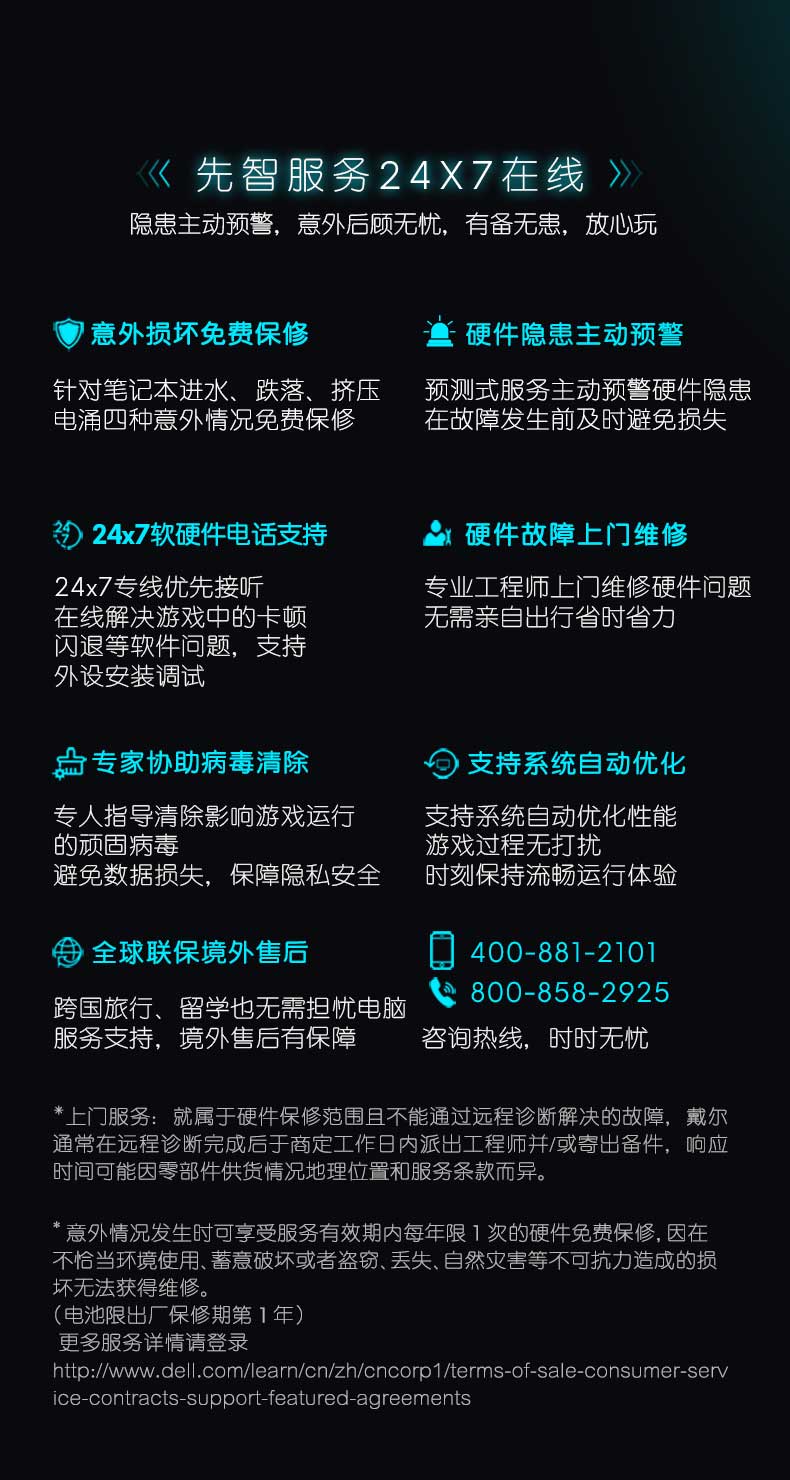 先智服务24X7在线
隐患主动预警，意外后顾无忧，有备无患，放心玩
意外损坏免费保修
针对笔记本进水、跌落、挤压
电涌四种意外情况免费保修
硬件隐患主动预警
预测式服务主动预警硬件隐患
在故障发生前及时避免损失
24x7软硬件电话支持
24x7专线优先接听
在线解决游戏中的卡顿
闪退等软件问题，支持
外设安装调试
硬件故障上门维修
专业工程师上门维修硬件问题
无需亲自出行省时省力
专家协助病毒清除
专人指导清除影响游戏运行
的顽固病毒
避免数据损失，保障隐私安全
支持系统自动优化
支持系统自动优化性能
游戏过程无打扰
时刻保持流畅运行体验
全球联保境外售后
跨国旅行、留学也无需担忧电脑
服务支持，境外售后有保障
400-881-2101
800-858-2925
咨询热线，时时无忧
*上门服务：就属于硬件保修范围且不能通过远程诊断解决的故障，戴尔
通常在远程诊断完成后于商定工作日内派出工程师并/或寄出备件，响应
时间可能因零部件供货情况地理位置和服务条款而异。
* 意外情况发生时可享受服务有效期内每年限1次的硬件免费保修,因在
不恰当环境使用、蓄意破坏或者盗窃、丢失、自然灾害等不可抗力造成的损
坏无法获得维修。
（电池限出厂保修期第1年）
更多服务详情请登录
http://www.dell.com/learn/cn/zh/cncorp1/terms-of-sale-consumer-serv
ice-contracts-support-featured-agreements